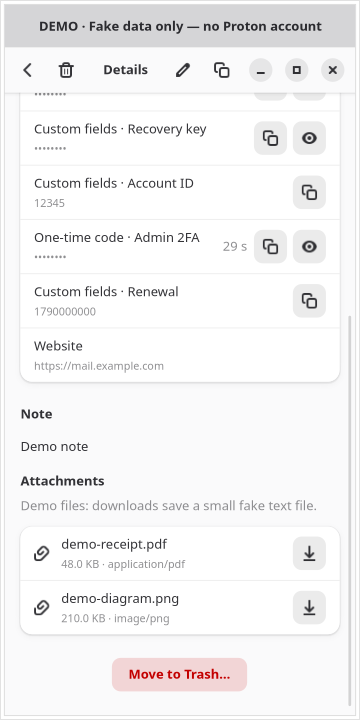 DEMO · Fake data only — no Proton account
Details
••••••••
Custom fields · Recovery key
••••••••
Custom fields · Account ID
12345
One-time code · Admin 2FA
••••••••
29 s
Custom fields · Renewal
1790000000
Website
https://mail.example.com
Note
Demo note
Attachments
Demo files: downloads save a small fake text file.
demo-receipt.pdf
48.0 KB · application/pdf
demo-diagram.png
210.0 KB · image/png
Move to Trash...